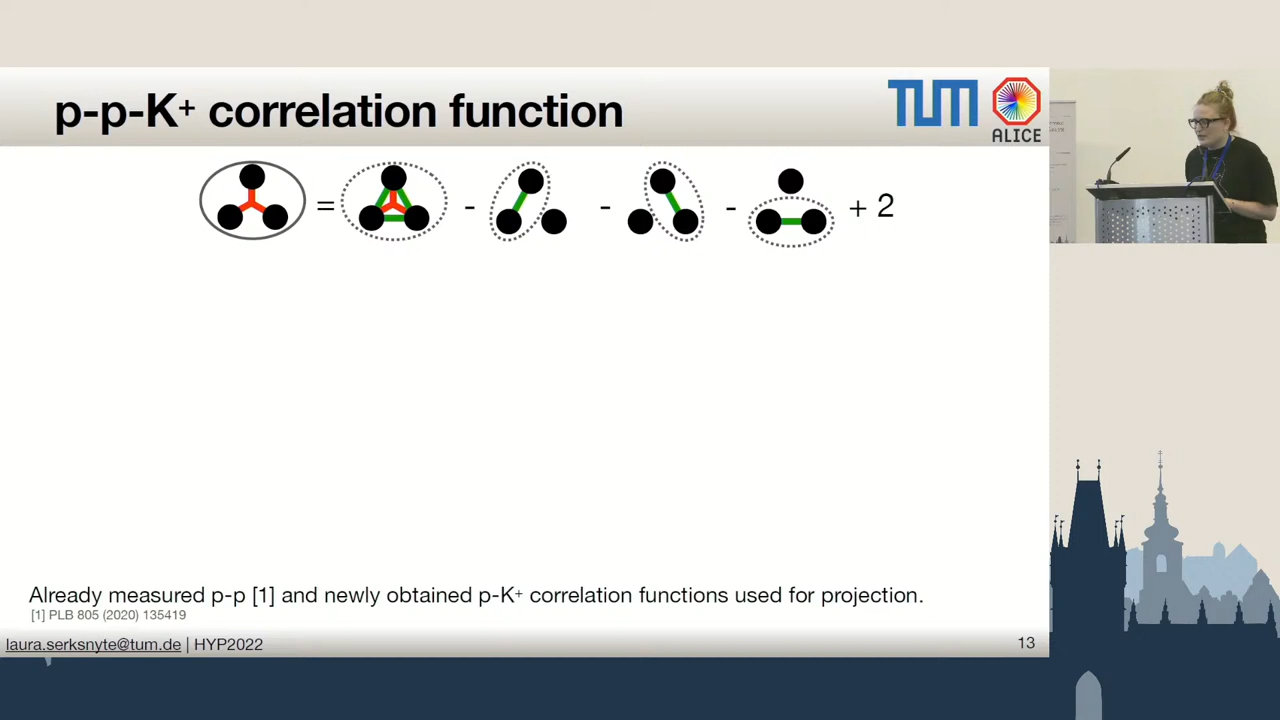 p-p-K⁺ correlation function
TUM
ALICE
= - - - + 2
Already measured p-p [1] and newly obtained p-K⁺ correlation functions used for projection.
[1] PLB 805 (2020) 135419
laura.serksnyte@tum.de | HYP2022
13